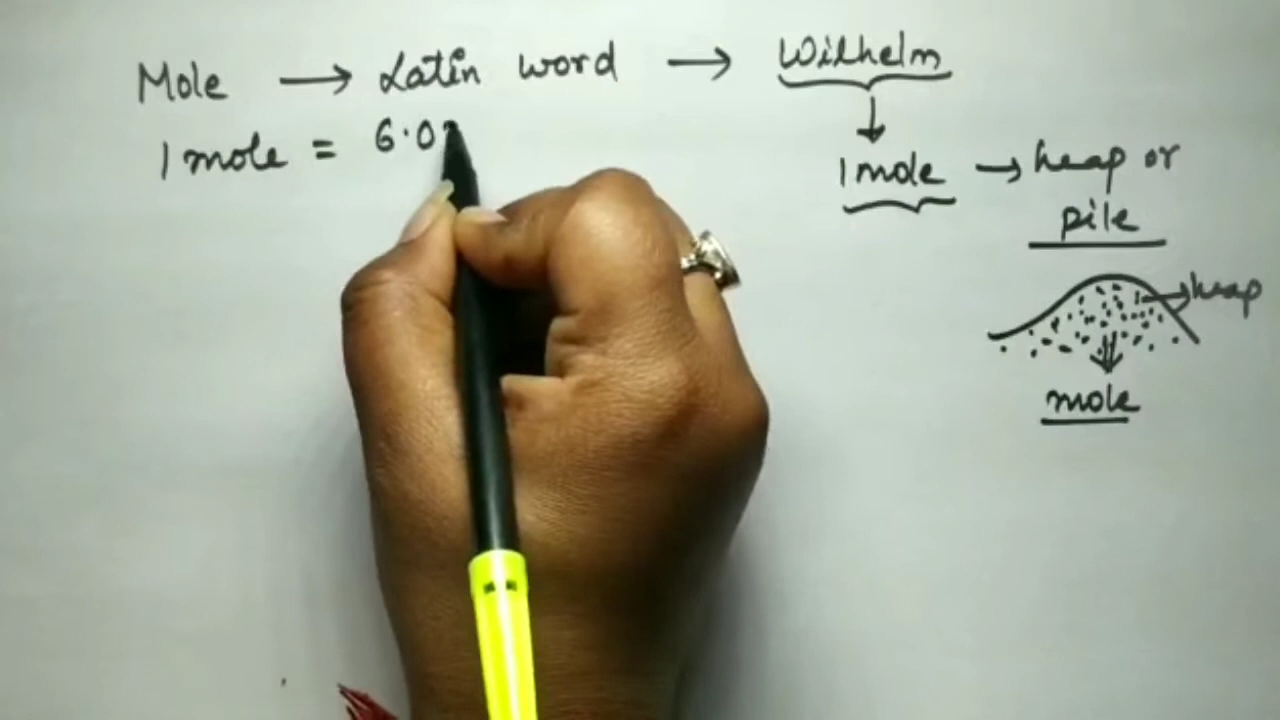 Mole → Latin word → Wilhelm
1 mole = 6.0
1 mole → heap or
pile
heap
mole